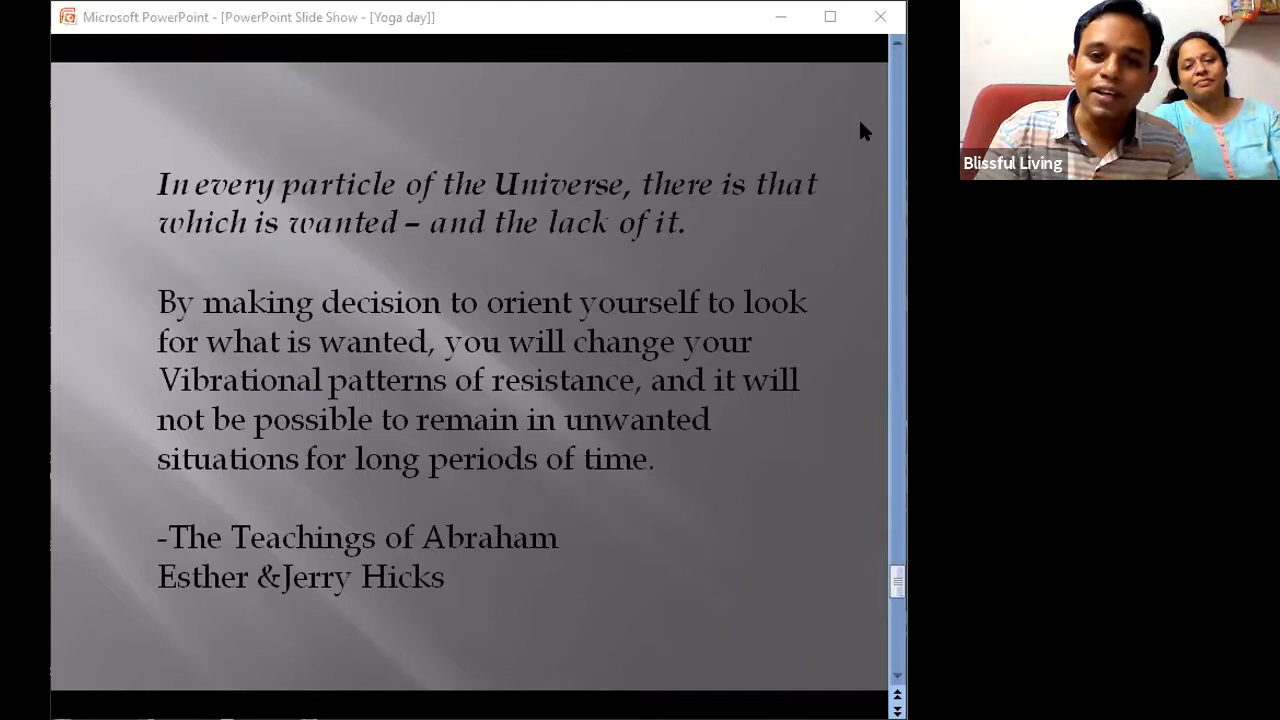 Microsoft PowerPoint - [PowerPoint Slide Show - [Yoga day]]
In every particle of the Universe, there is that
which is wanted – and the lack of it.
By making decision to orient yourself to look
for what is wanted, you will change your
Vibrational patterns of resistance, and it will
not be possible to remain in unwanted
situations for long periods of time.
-The Teachings of Abraham
Esther &Jerry Hicks
Blissful Living